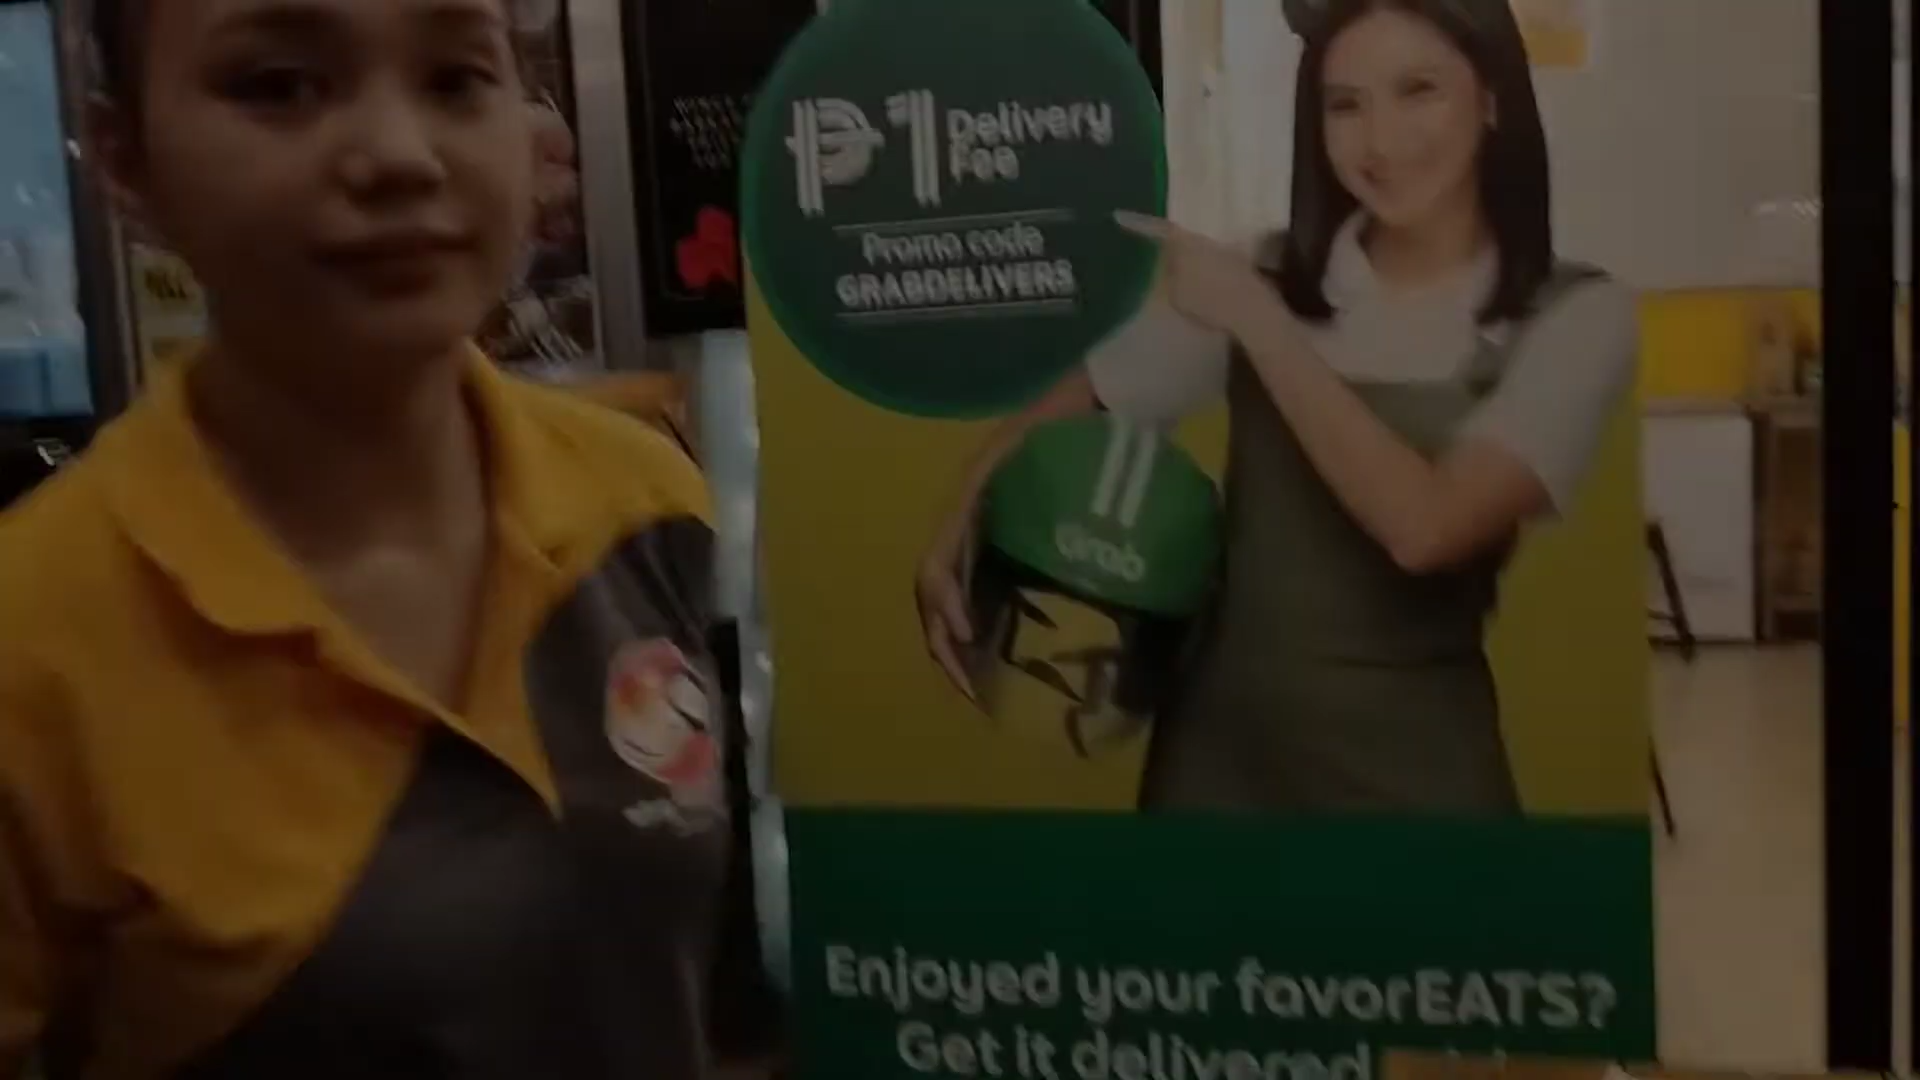 ₱1 Delivery
Fee
Promo code
GRABDELIVERS
Grab
Enjoyed your favorEATS?
Get it delivered